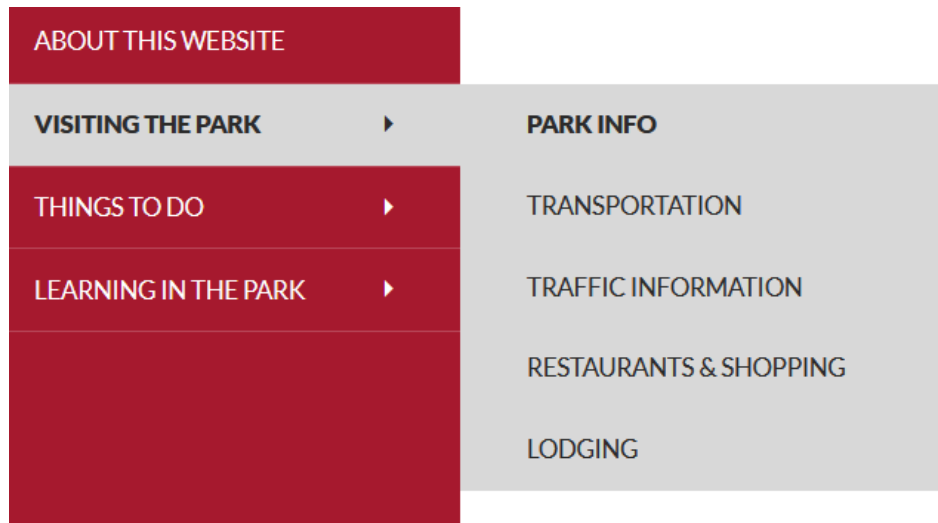 ABOUT THIS WEBSITE
VISITING THE PARK
THINGS TO DO
LEARNING IN THE PARK
PARK INFO
TRANSPORTATION
TRAFFIC INFORMATION
RESTAURANTS & SHOPPING
LODGING